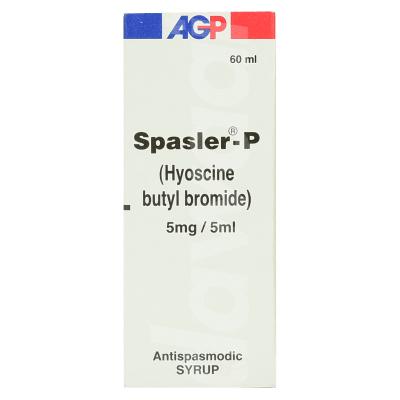 AGP
60 ml
Spasler®-P
(Hyoscine
butyl bromide)
5mg / 5ml
Antispasmodic
SYRUP